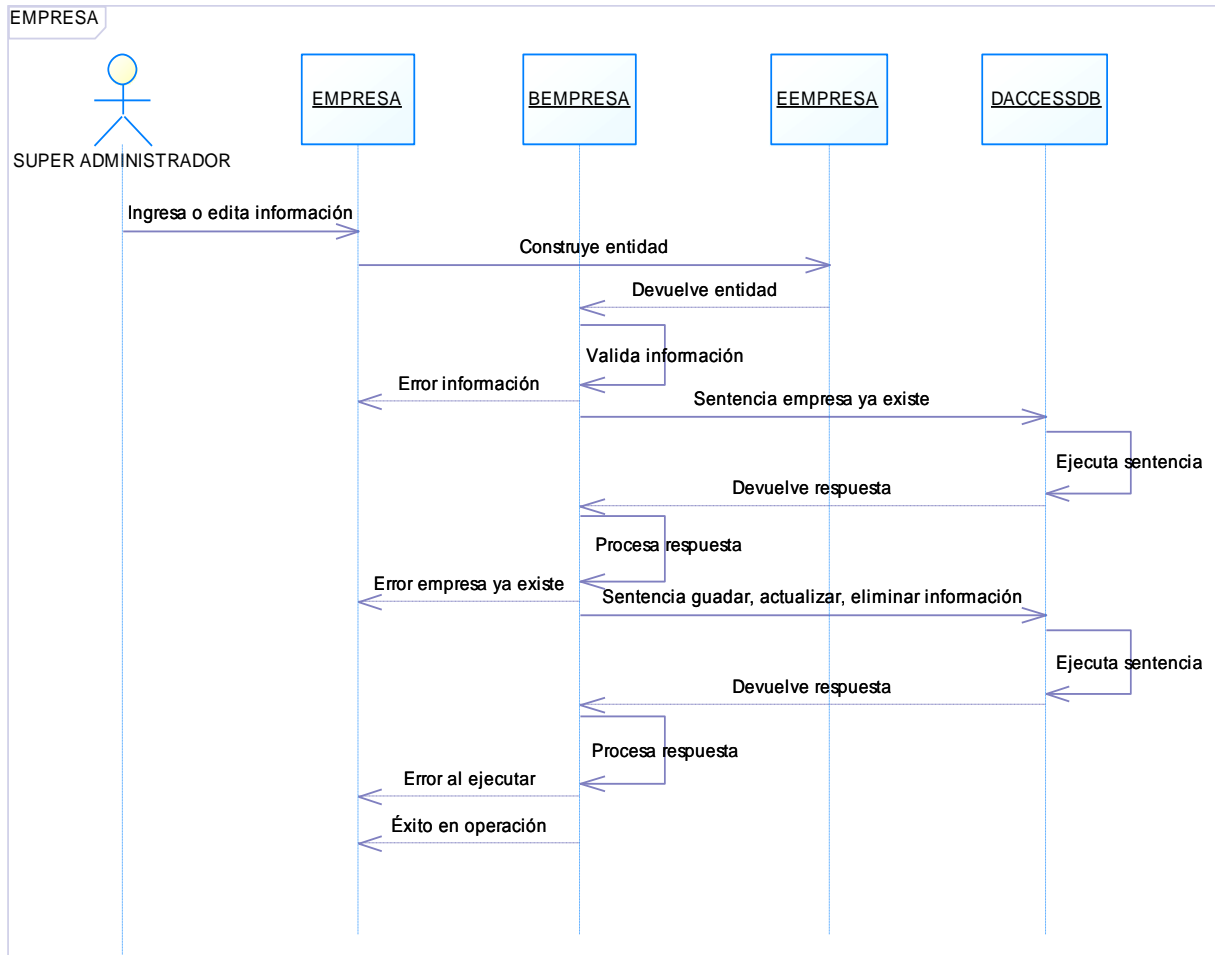 EMPRESA
EMPRESA
BEMPRESA
EEMPRESA
DACCESSDB
SUPER ADMINISTRADOR
Ingresa o edita información
Construye entidad
Devuelve entidad
Valida información
Error información
Sentencia empresa ya existe
Ejecuta sentencia
Devuelve respuesta
Procesa respuesta
Error empresa ya existe
Sentencia guadar, actualizar, eliminar información
Ejecuta sentencia
Devuelve respuesta
Procesa respuesta
Error al ejecutar
Éxito en operación